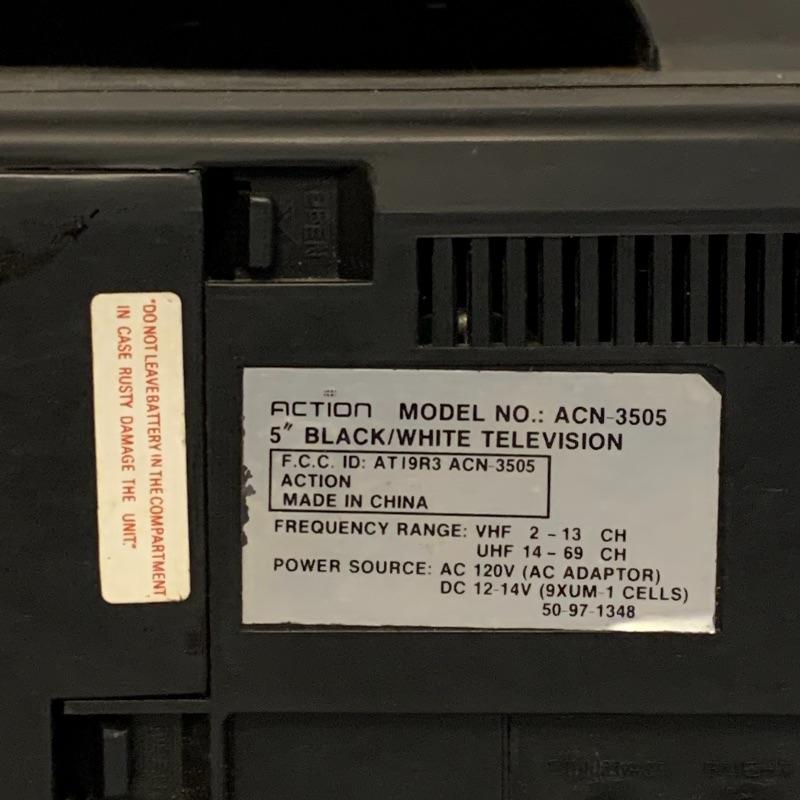 OPEN
"DO NOT LEAVE BATTERY IN THE COMPARTMENT
IN CASE RUSTY DAMAGE THE UNIT."
ACTION MODEL NO.: ACN-3505
5" BLACK/WHITE TELEVISION
F.C.C. ID: ATI9R3 ACN-3505
ACTION
MADE IN CHINA
FREQUENCY RANGE: VHF 2 - 13 CH
UHF 14 - 69 CH
POWER SOURCE: AC 120V (AC ADAPTOR)
DC 12-14V (9XUM-1 CELLS)
50-97-1348